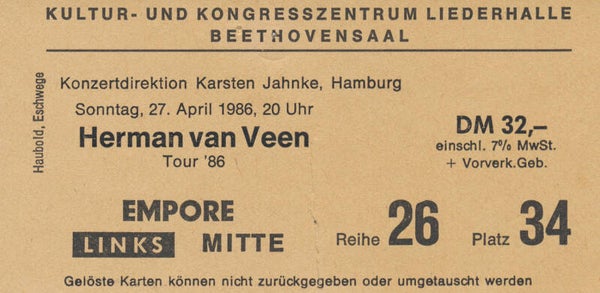 KULTUR- UND KONGRESSZENTRUM LIEDERHALLE
BEETHOVENSAAL
Haubold, Eschwege
Konzertdirektion Karsten Jahnke, Hamburg
Sonntag, 27. April 1986, 20 Uhr
Herman van Veen
Tour '86
DM 32,–
einschl. 7% MwSt.
+ Vorverk.Geb.
EMPORE
LINKS MITTE
Reihe 26 Platz 34
Gelöste Karten können nicht zurückgegeben oder umgetauscht werden